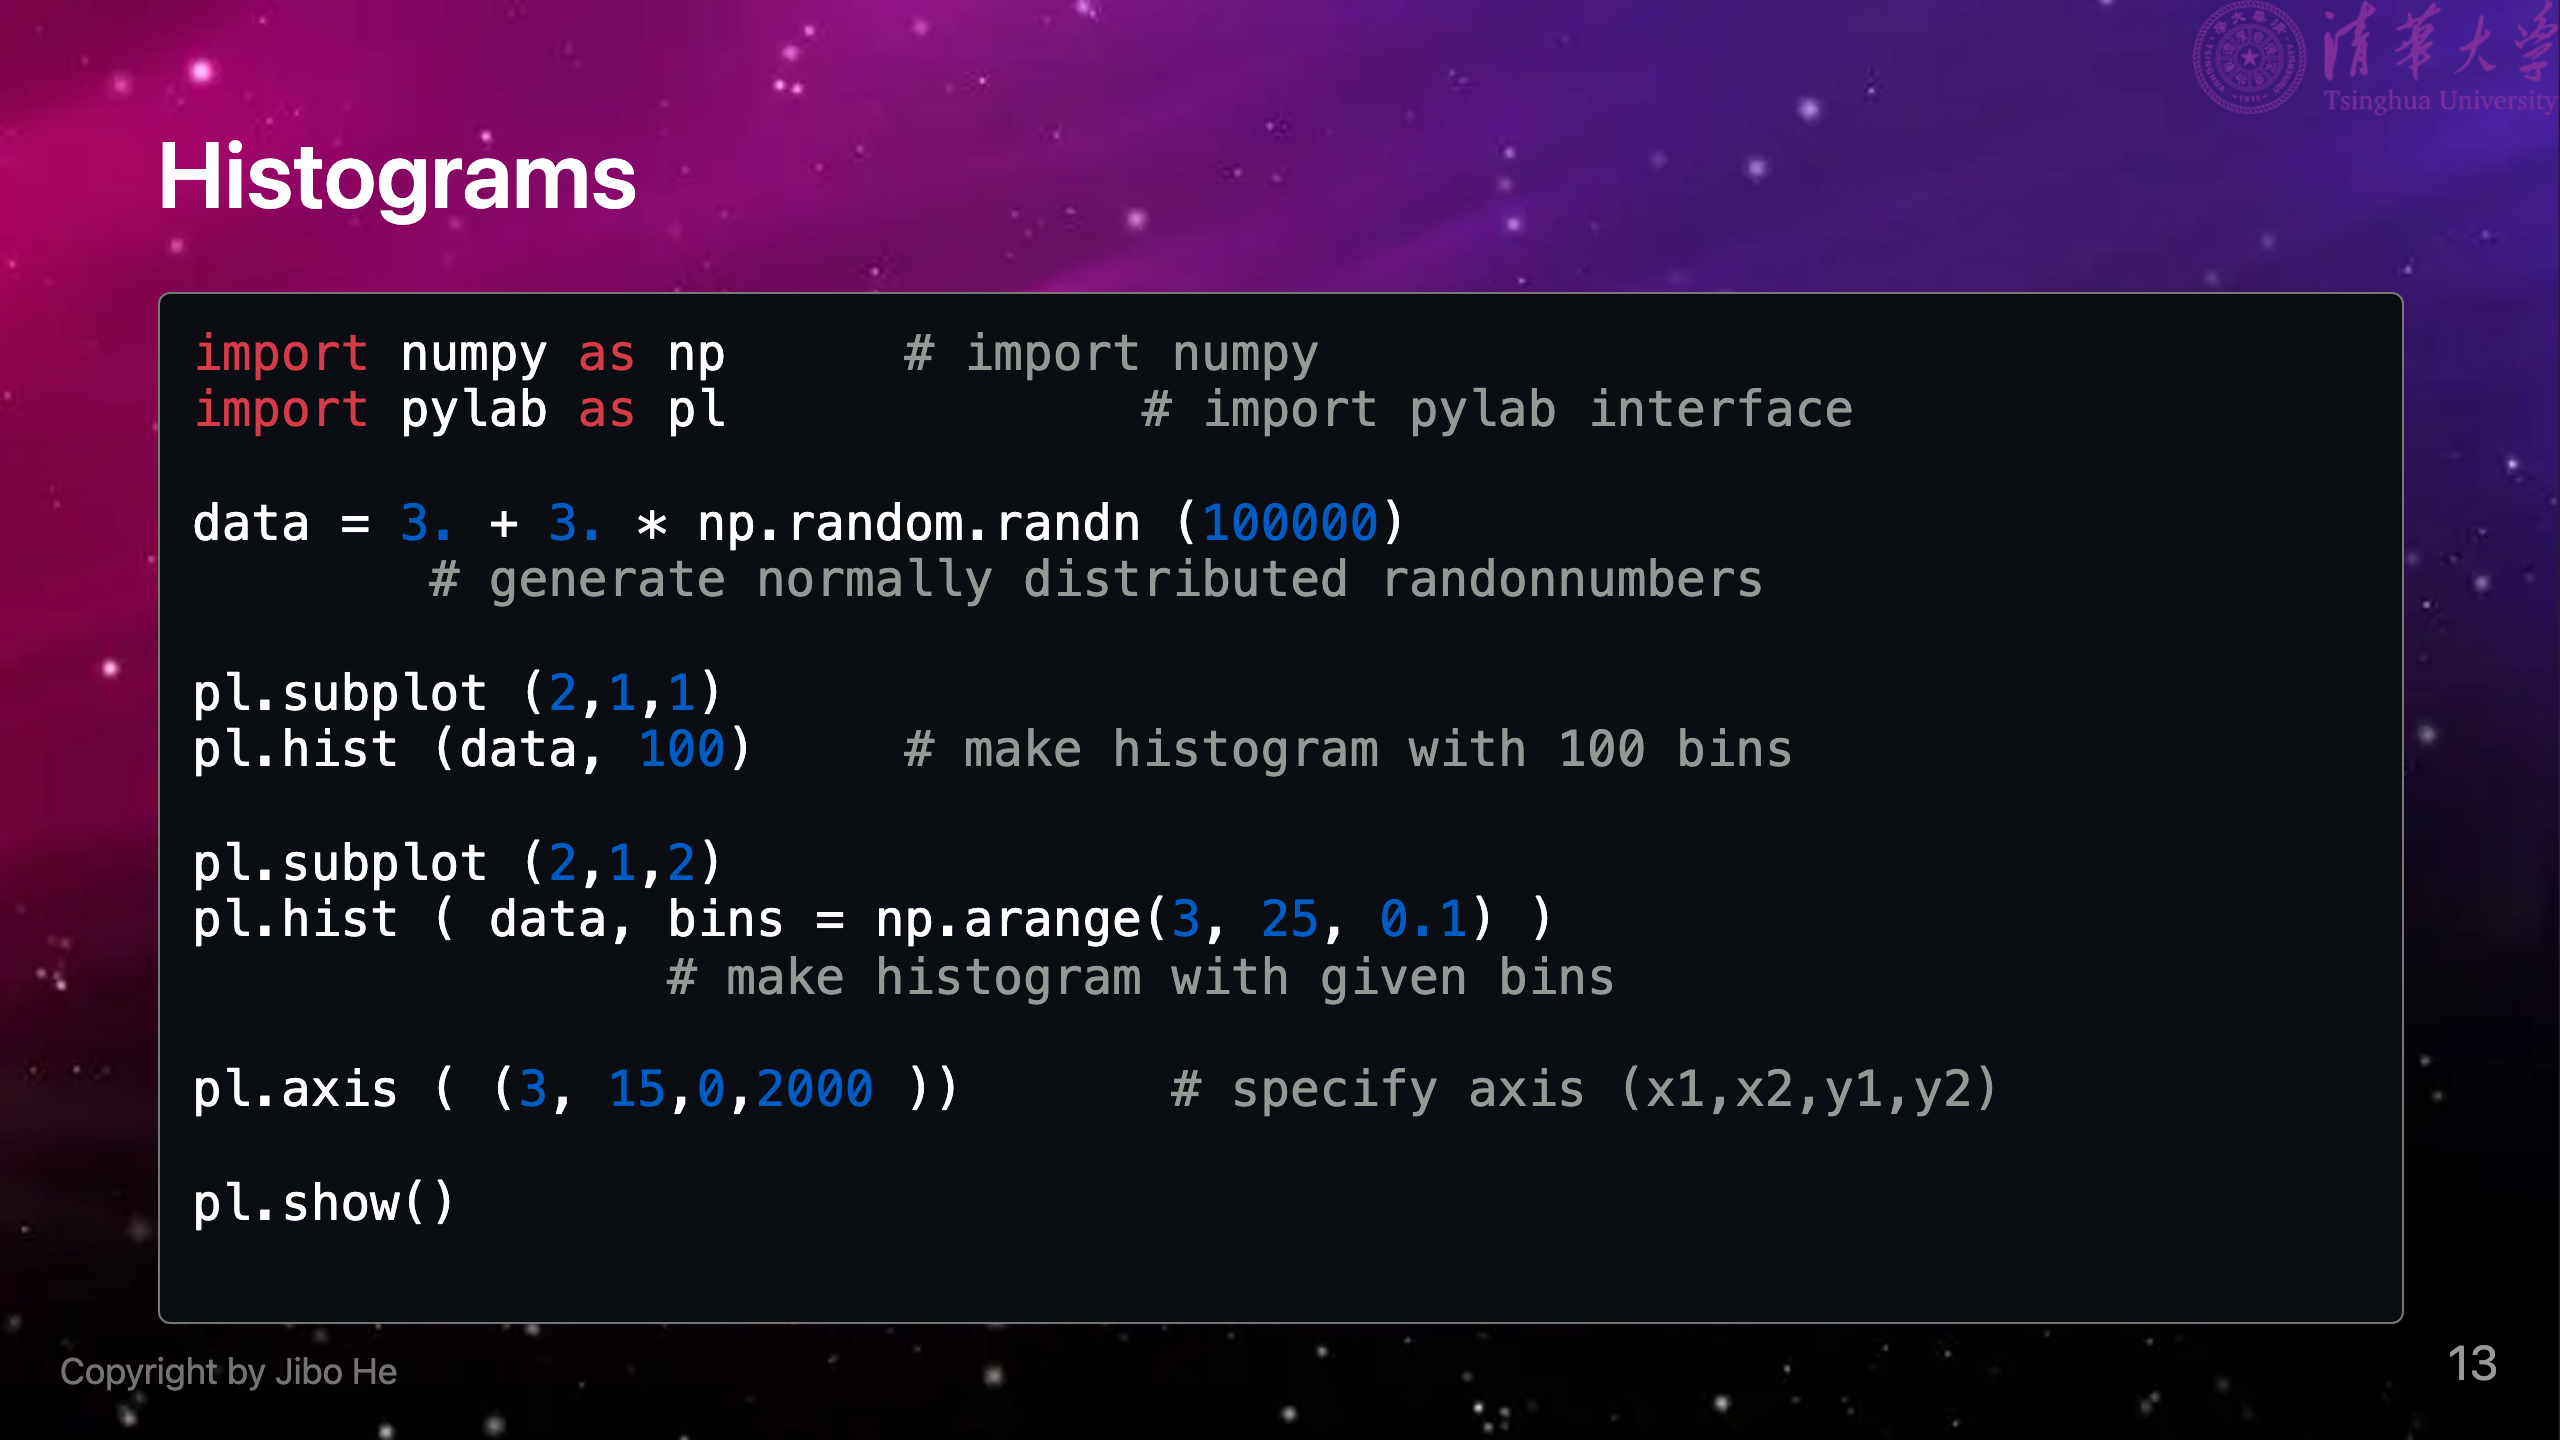 清华大学
Tsinghua University
Histograms
import numpy as np      # import numpy
import pylab as pl              # import pylab interface
data = 3. + 3. * np.random.randn (100000)
        # generate normally distributed randonnumbers
pl.subplot (2,1,1)
pl.hist (data, 100)     # make histogram with 100 bins
pl.subplot (2,1,2)
pl.hist ( data, bins = np.arange(3, 25, 0.1) )
                # make histogram with given bins
pl.axis ( (3, 15,0,2000 ))       # specify axis (x1,x2,y1,y2)
pl.show()
Copyright by Jibo He
13